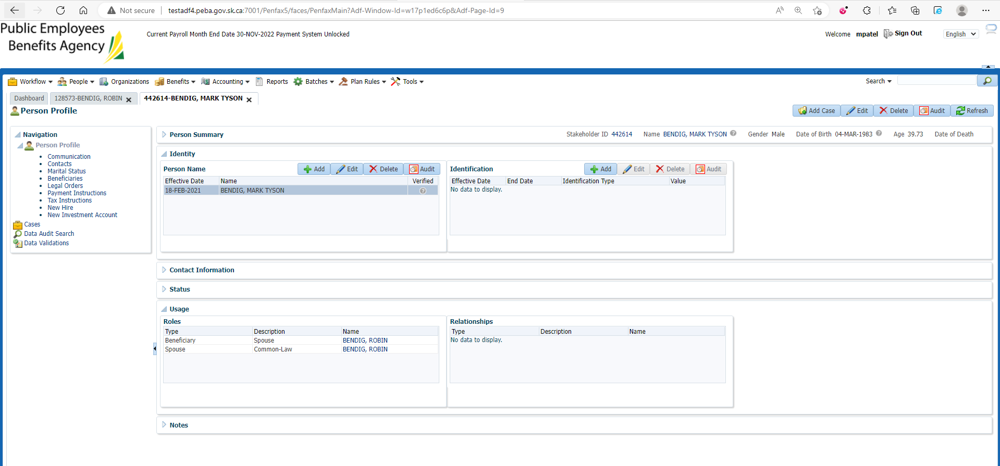 Not secure | testadf4.peba.gov.sk.ca:7001/Penfax5/faces/PenfaxMain?Adf-Window-Id=w17p1ed6c6p&Adf-Page-Id=9
Public Employees
Benefits Agency
Current Payroll Month End Date 30-NOV-2022 Payment System Unlocked
Welcome mpatel Sign Out English
Workflow People Organizations Benefits Accounting Reports Batches Plan Rules Tools Search
Dashboard 128573-BENDIG, ROBIN 442614-BENDIG, MARK TYSON
Person Profile Add Case Edit Delete Audit Refresh
Navigation
Person Profile
Communication
Contacts
Marital Status
Beneficiaries
Legal Orders
Payment Instructions
Tax Instructions
New Hire
New Investment Account
Cases
Data Audit Search
Data Validations
Person Summary Stakeholder ID 442614 Name BENDIG, MARK TYSON Gender Male Date of Birth 04-MAR-1983 Age 39.73 Date of Death
Identity
Person Name Add Edit Delete Audit
Effective Date Name Verified
18-FEB-2021 BENDIG, MARK TYSON
Identification Add Edit Delete Audit
Effective Date End Date Identification Type Value
No data to display.
Contact Information
Status
Usage
Roles
Type Description Name
Beneficiary Spouse BENDIG, ROBIN
Spouse Common-Law BENDIG, ROBIN
Relationships
Type Description Name
No data to display.
Notes